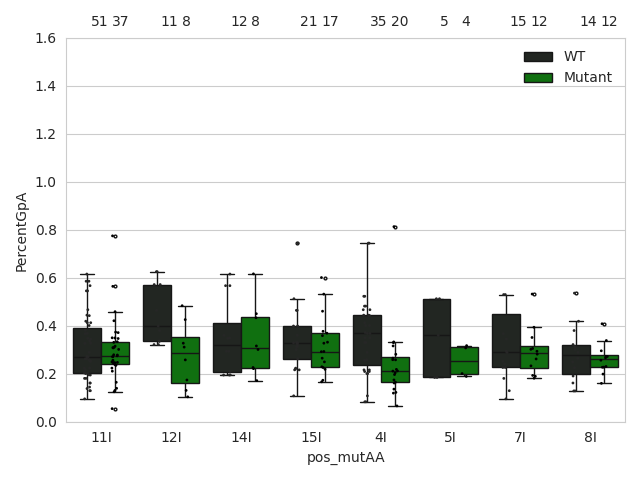 51 37 11 8 12 8 21 17 35 20 5 4 15 12 14 12
1.6
WT
Mutant
1.4
1.2
1.0
0.8
0.6
0.4
0.2
0.0
PercentGpA
11I 12I 14I 15I 4I 5I 7I 8I
pos_mutAA